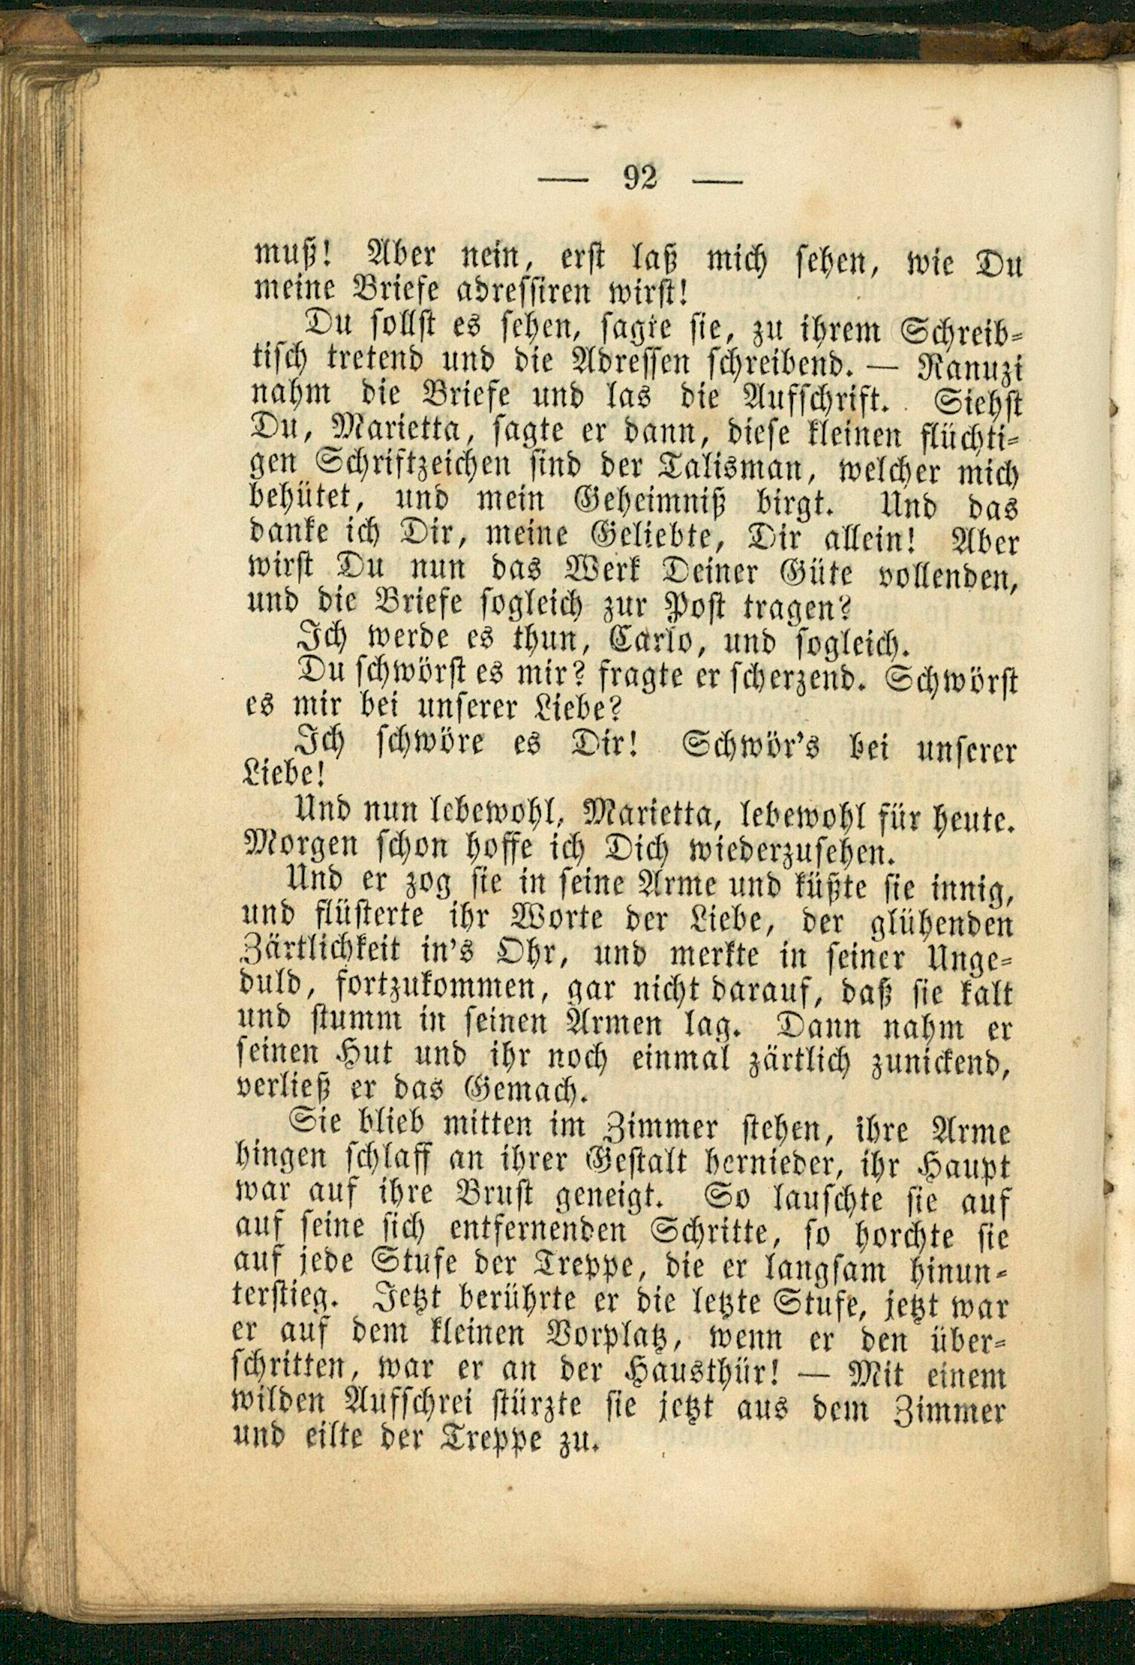 — 92 —
muß! Aber nein, erst laß mich sehen, wie Du
meine Briefe adressiren wirst!
Du sollst es sehen, sagte sie, zu ihrem Schreib-
tisch tretend und die Adressen schreibend. — Ranuzi
nahm die Briefe und las die Aufschrift. Siehst
Du, Marietta, sagte er dann, diese kleinen flüchti-
gen Schriftzeichen sind der Talisman, welcher mich
behütet, und mein Geheimniß birgt. Und das
danke ich Dir, meine Geliebte, Dir allein! Aber
wirst Du nun das Werk Deiner Güte vollenden,
und die Briefe sogleich zur Post tragen?
Ich werde es thun, Carlo, und sogleich.
Du schwörst es mir? fragte er scherzend. Schwörst
es mir bei unserer Liebe?
Ich schwöre es Dir! Schwör's bei unserer
Liebe!
Und nun lebewohl, Marietta, lebewohl für heute.
Morgen schon hoffe ich Dich wiederzusehen.
Und er zog sie in seine Arme und küßte sie innig,
und flüsterte ihr Worte der Liebe, der glühenden
Zärtlichkeit in's Ohr, und merkte in seiner Unge-
duld, fortzukommen, gar nicht darauf, daß sie kalt
und stumm in seinen Armen lag. Dann nahm er
seinen Hut und ihr noch einmal zärtlich zunickend,
verließ er das Gemach.
Sie blieb mitten im Zimmer stehen, ihre Arme
hingen schlaff an ihrer Gestalt hernieder, ihr Haupt
war auf ihre Brust geneigt. So lauschte sie auf
auf seine sich entfernenden Schritte, so horchte sie
auf jede Stufe der Treppe, die er langsam hinun-
terstieg. Jetzt berührte er die letzte Stufe, jetzt war
er auf dem kleinen Vorplatz, wenn er den über-
schritten, war er an der Hausthür! — Mit einem
wilden Aufschrei stürzte sie jetzt aus dem Zimmer
und eilte der Treppe zu.